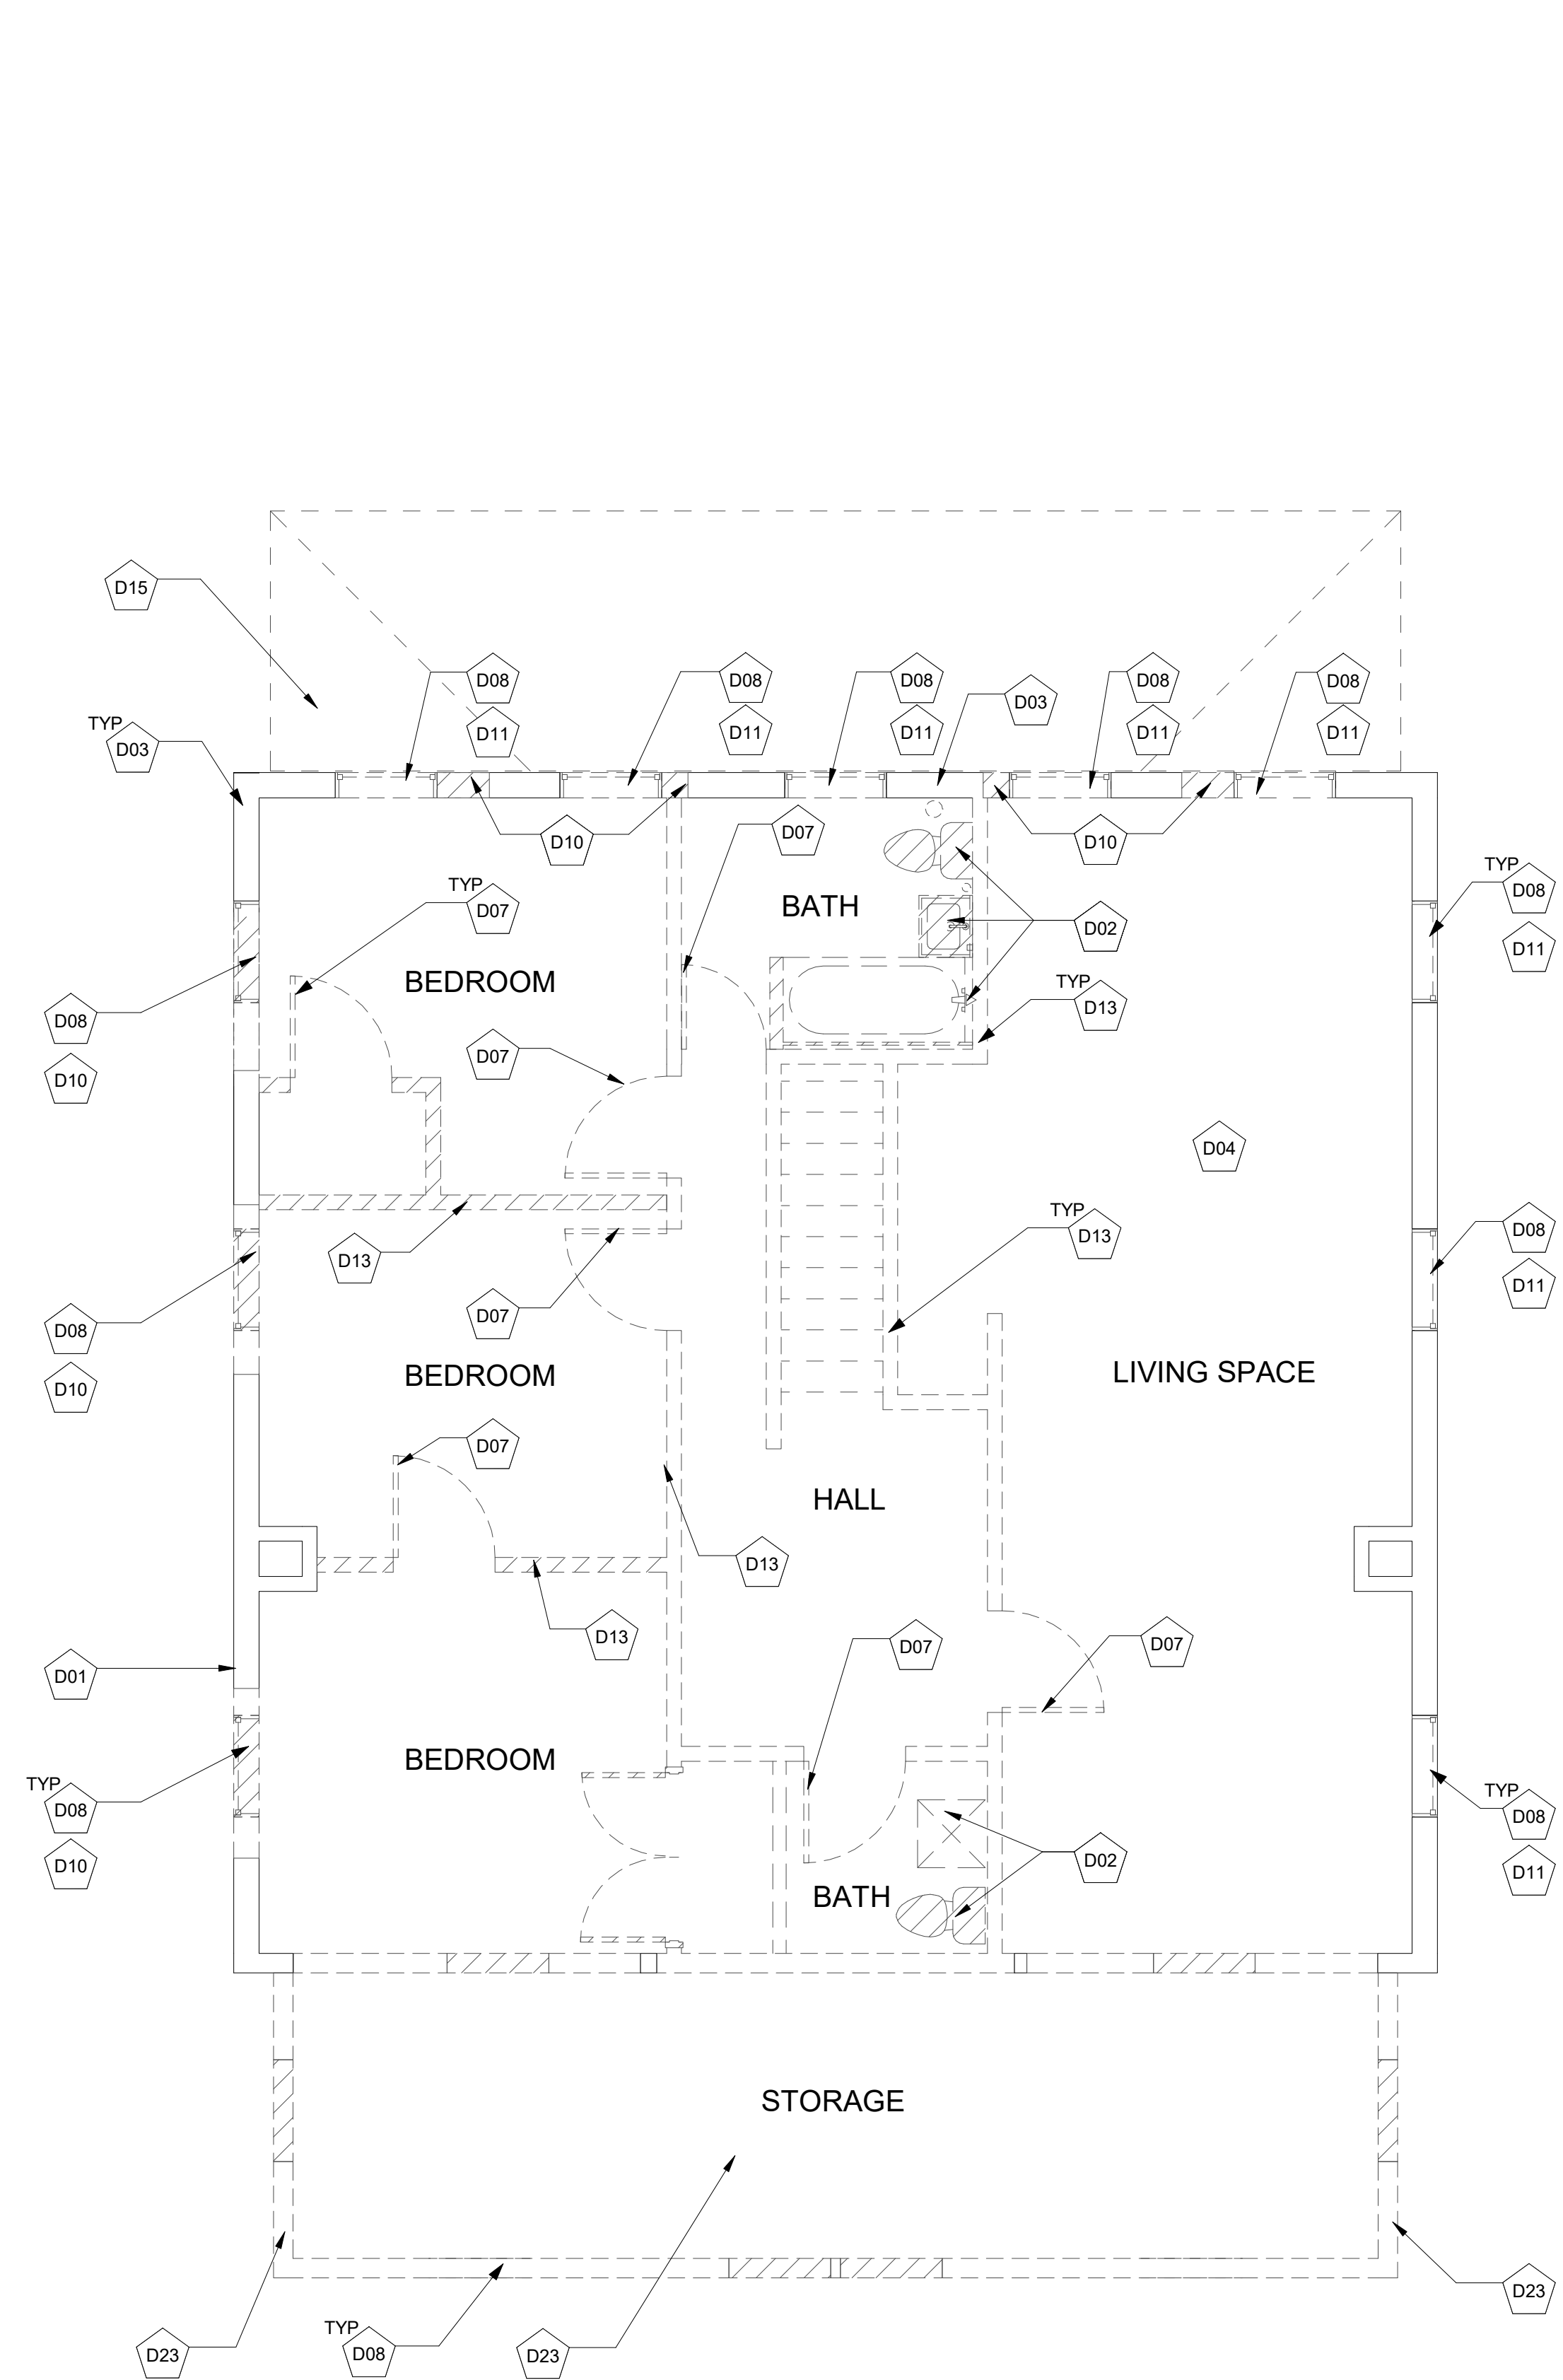 D15
D08
D08
D08
D08
D08
D03
D11
D11
D11
D11
D11
TYP
D03
D10
D07
D10
TYP
D08
D11
TYP
D07
BATH
D02
BEDROOM
TYP
D13
D08
D10
D07
D04
TYP
D13
D08
D11
D13
D07
D08
D10
BEDROOM
LIVING SPACE
D07
HALL
D13
D13
D07
D07
D01
BEDROOM
TYP
D08
D10
TYP
D08
D11
D02
BATH
STORAGE
D23
D23
TYP
D08
D23